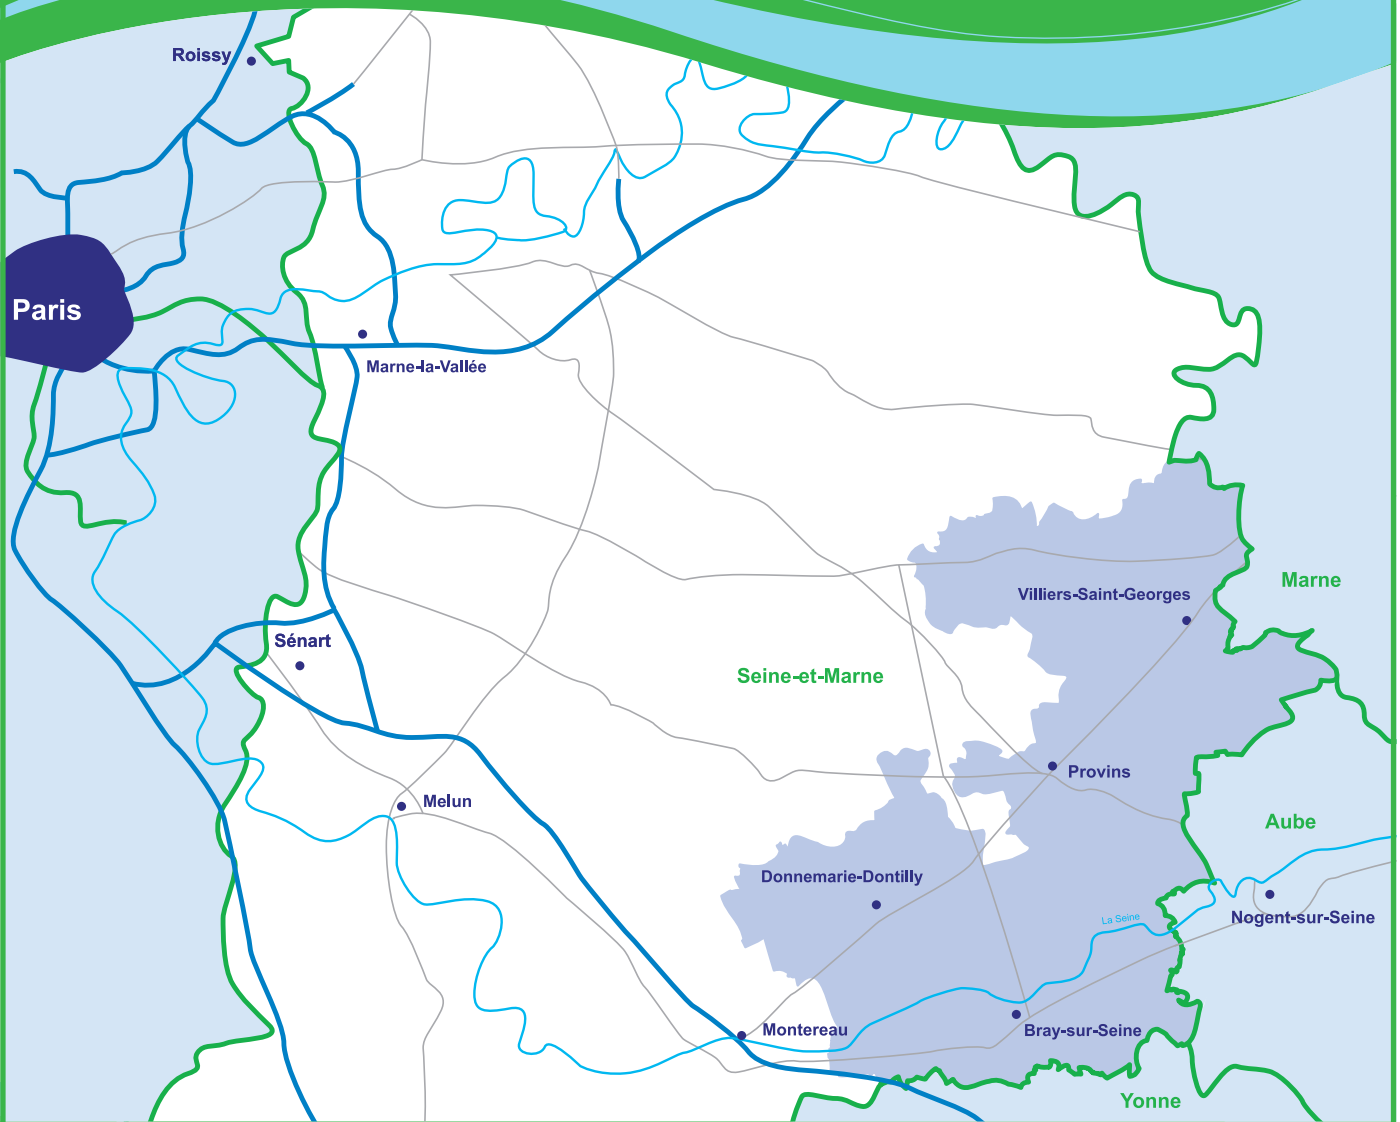 Roissy
Paris
Marne-la-Vallée
Marne
Villiers-Saint-Georges
Sénart
Seine-et-Marne
Provins
Melun
Aube
Donnemarie-Dontilly
La Seine
Nogent-sur-Seine
Montereau
Bray-sur-Seine
Yonne